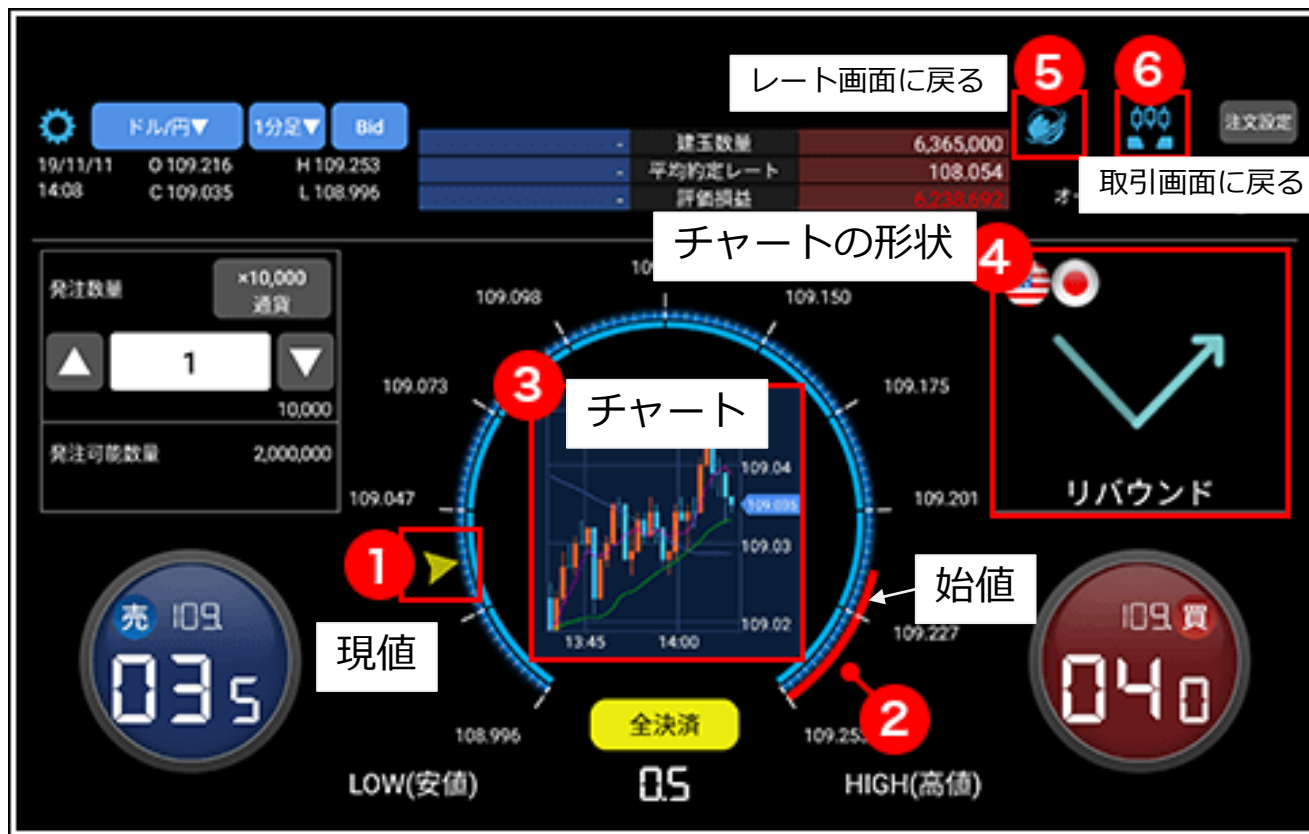 レート画面に戻る
5
6
ドル/円▼
1分足▼
Bid
注文設定
19/11/11
O 109.216
H 109.253
14:08
C 109.035
L 108.996
- 建玉数量 6,365,000
- 平均約定レート 108.054
- 評価損益 6,238,692
取引画面に戻る
オー
チャートの形状
4
発注数量
×10,000
通貨
1
10,000
発注可能数量
2,000,000
10
109.098
109.150
109.073
109.175
3
チャート
109.04
109.035
109.03
109.02
13:45
14:00
リバウンド
109.047
109.201
1
現値
始値
109.227
2
売
109.
035
109.
買
040
108.996
全決済
109.253
LOW(安値)
0.5
HIGH(高値)